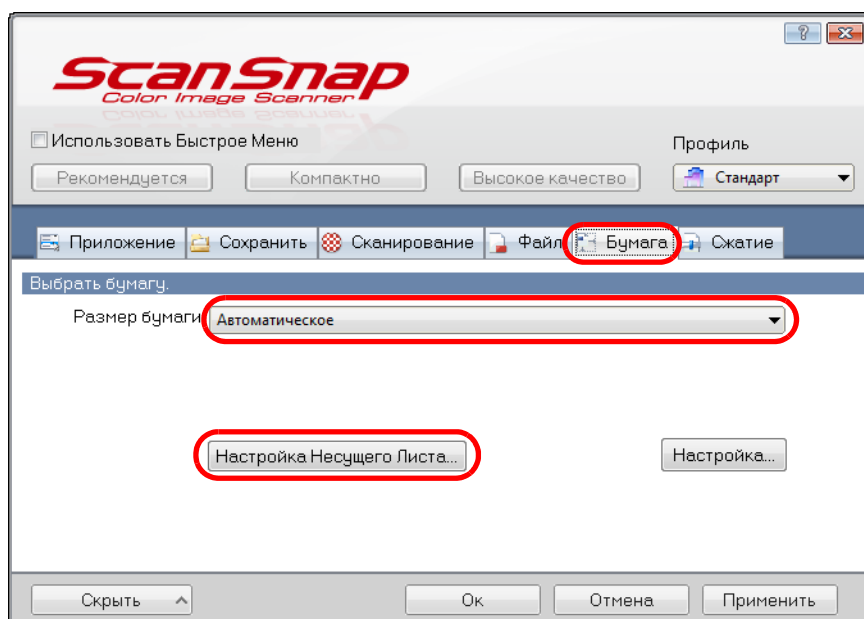 ScanSnap
Color Image Scanner
Использовать Быстрое Меню
Профиль
Рекомендуется Компактно Высокое качество Стандарт
Приложение Сохранить Сканирование Файл Бумага Сжатие
Выбрать бумагу.
Размер бумаги Автоматическое
Настройка Несущего Листа... Настройка...
Скрыть Ок Отмена Применить